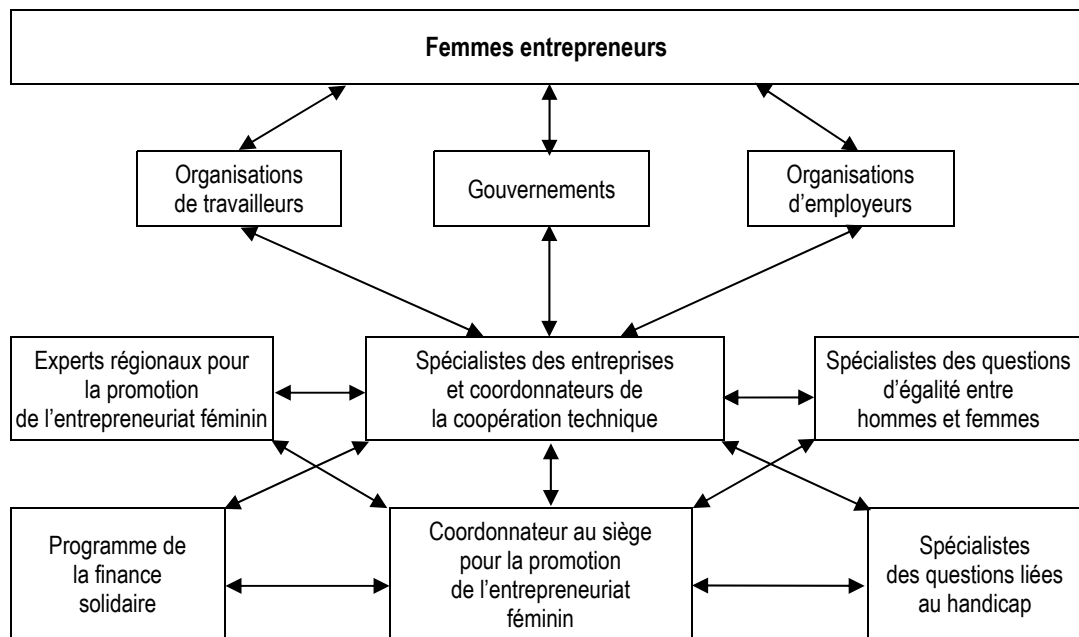 Femmes entrepreneurs
Organisations
de travailleurs
Gouvernements
Organisations
d’employeurs
Experts régionaux pour
la promotion
de l’entrepreneuriat féminin
Spécialistes des entreprises
et coordonnateurs de
la coopération technique
Spécialistes des questions
d’égalité entre
hommes et femmes
Programme de
la finance
solidaire
Coordonnateur au siège
pour la promotion
de l’entrepreneuriat
féminin
Spécialistes
des questions liées
au handicap